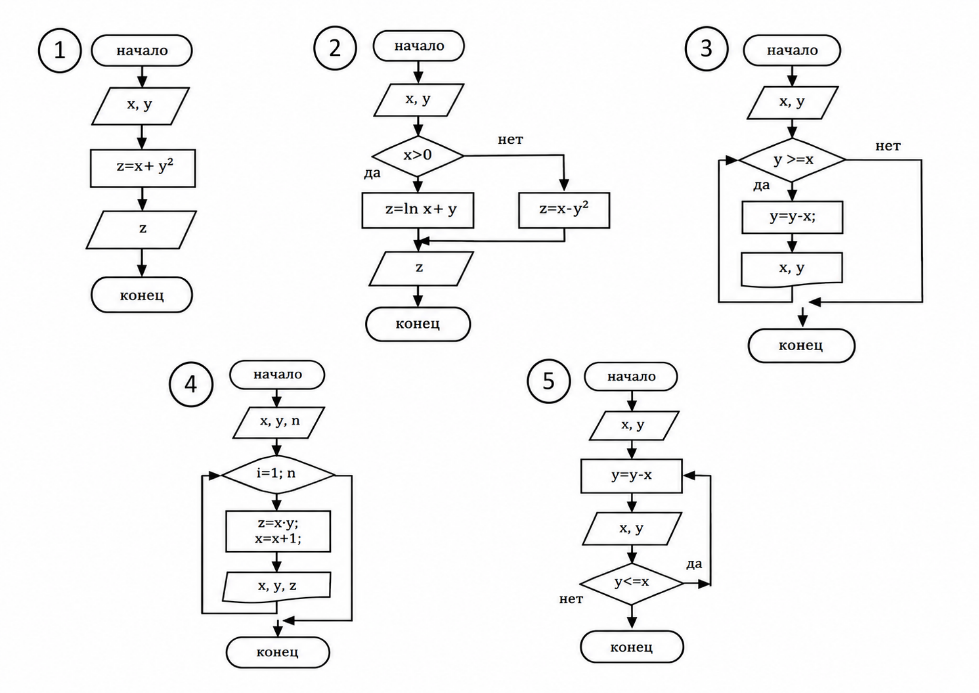 1
начало
x, y
z=x+ y²
z
конец
2
начало
x, y
x>0
нет
да
z=ln x+ y
z=x-y²
z
конец
3
начало
x, y
y >=x
нет
да
y=y-x;
x, y
конец
4
начало
x, y, n
i=1; n
z=x·y;
x=x+1;
x, y, z
конец
5
начало
x, y
y=y-x
x, y
y<=x
да
нет
конец